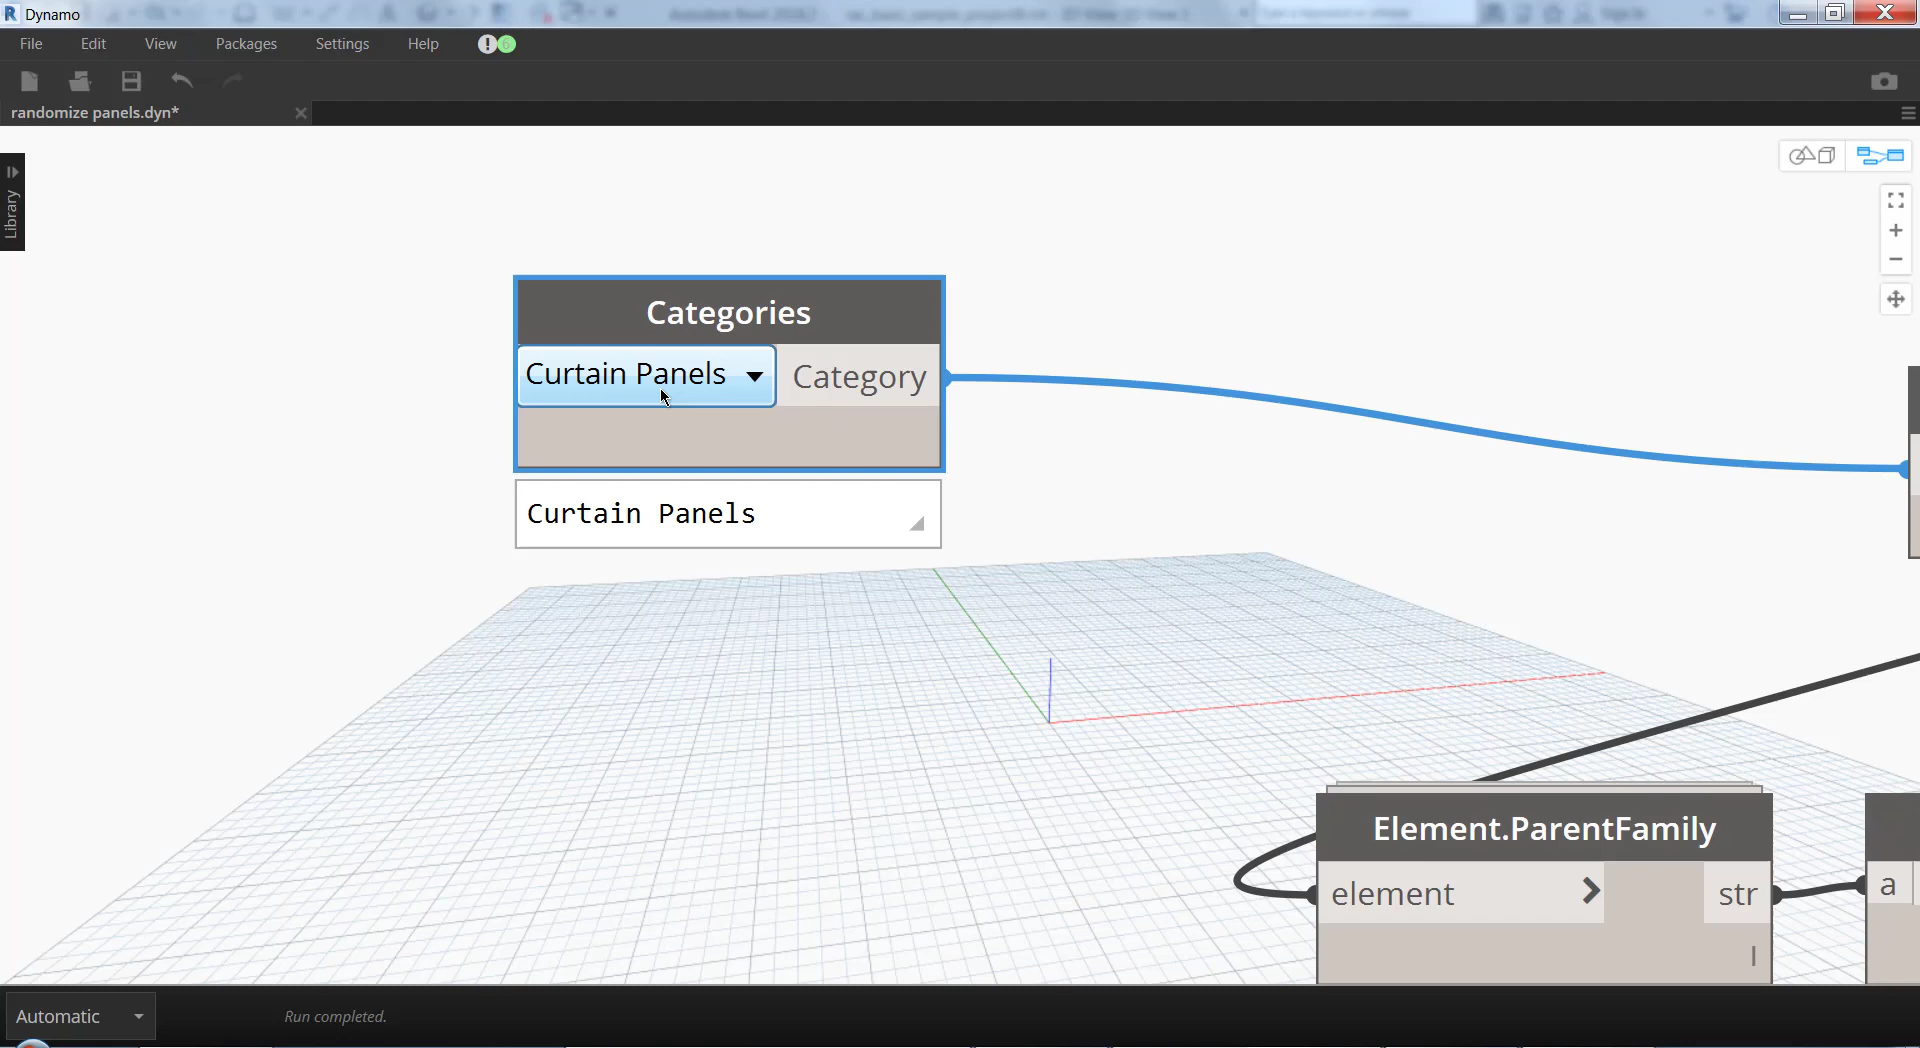 Dynamo
File Edit View Packages Settings Help !
randomize panels.dyn*
Library
Categories
Curtain Panels Category
Curtain Panels
Element.ParentFamily
element > str a
l
Automatic Run completed.